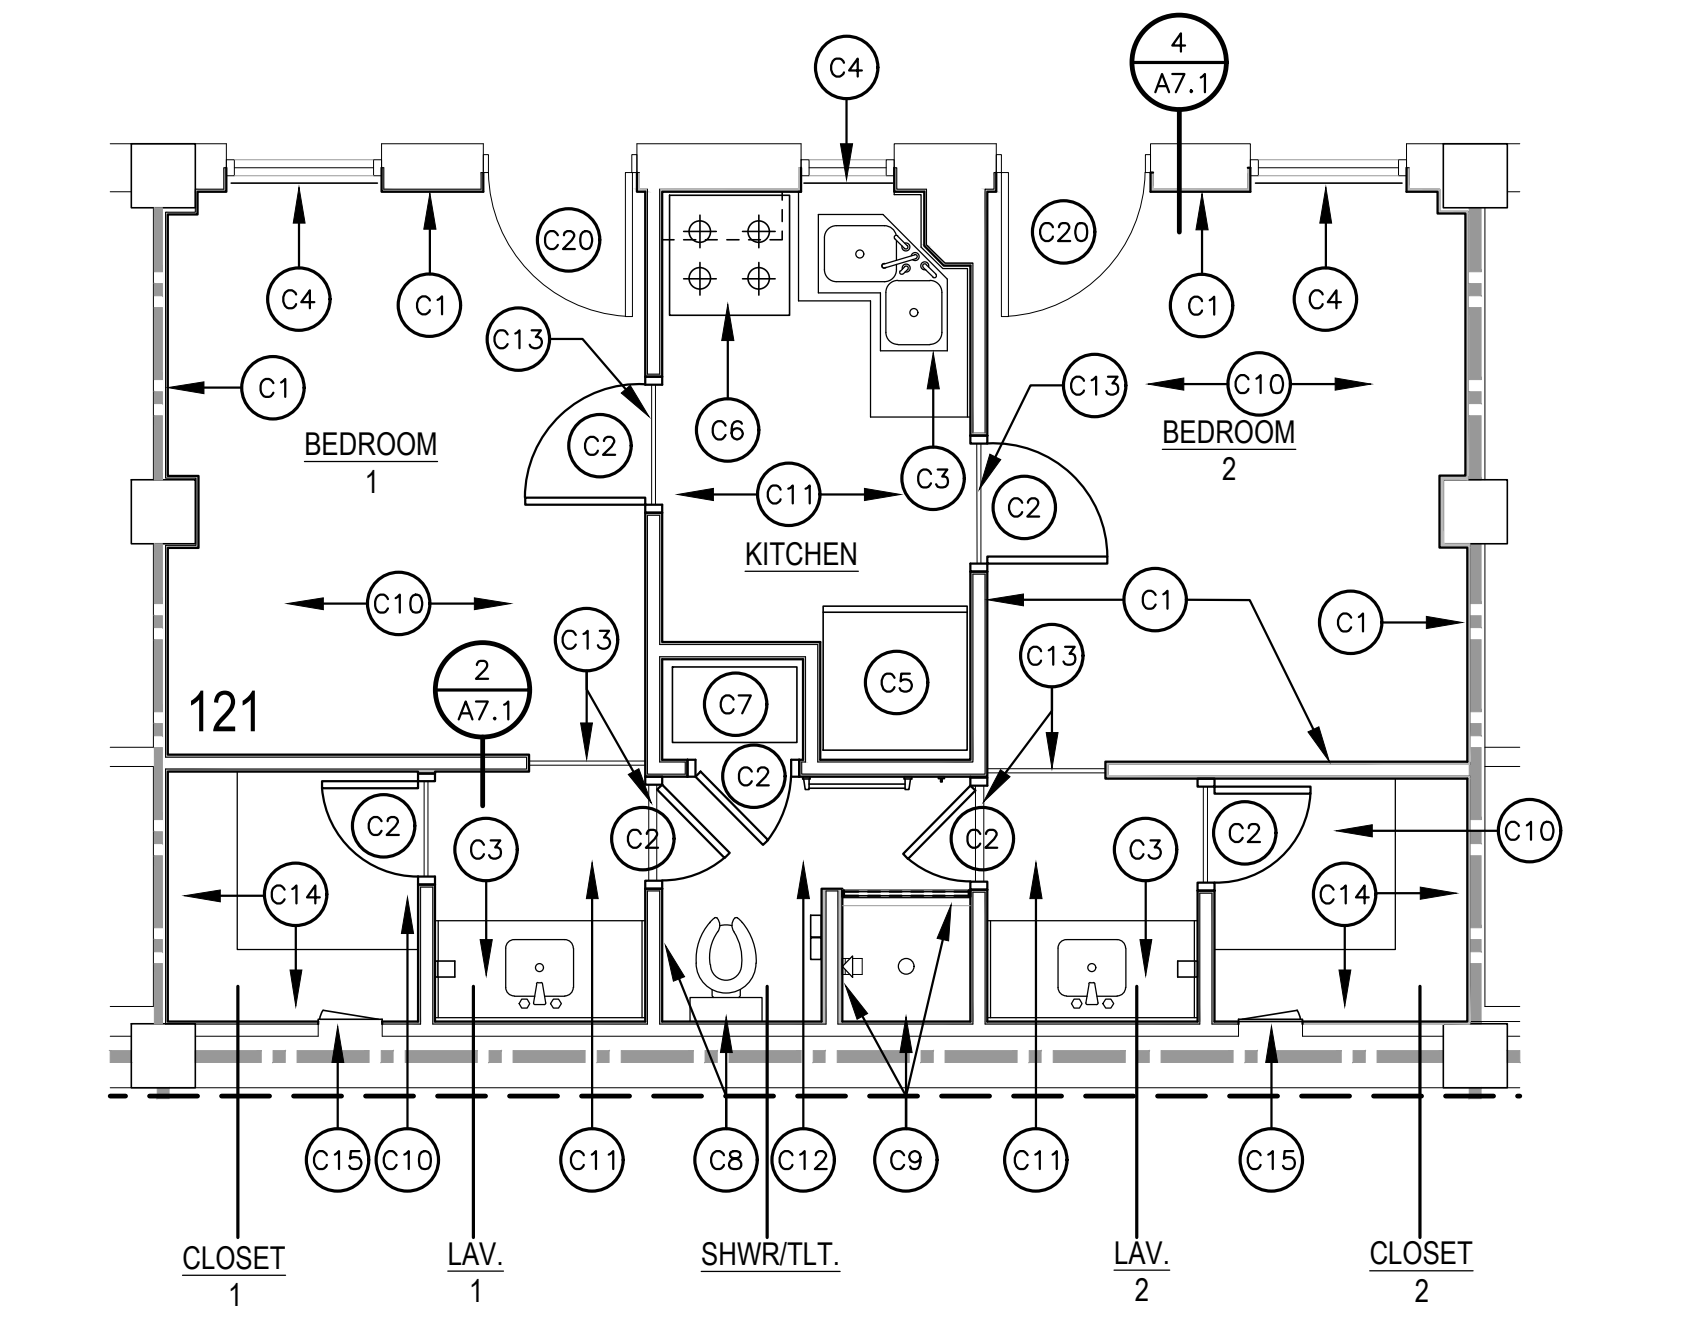 4
A7.1
C4
C20
C20
C4
C1
C1
C4
C13
C1
C13
C10
C6
C2
BEDROOM
1
BEDROOM
2
C3
C11
C2
KITCHEN
C10
C1
C1
C13
C13
2
A7.1
C5
C7
121
C2
C2
C3
C2
C2
C3
C2
C10
C14
C14
C15
C10
C11
C8
C12
C9
C11
C15
CLOSET
1
LAV.
1
SHWR/TLT.
LAV.
2
CLOSET
2